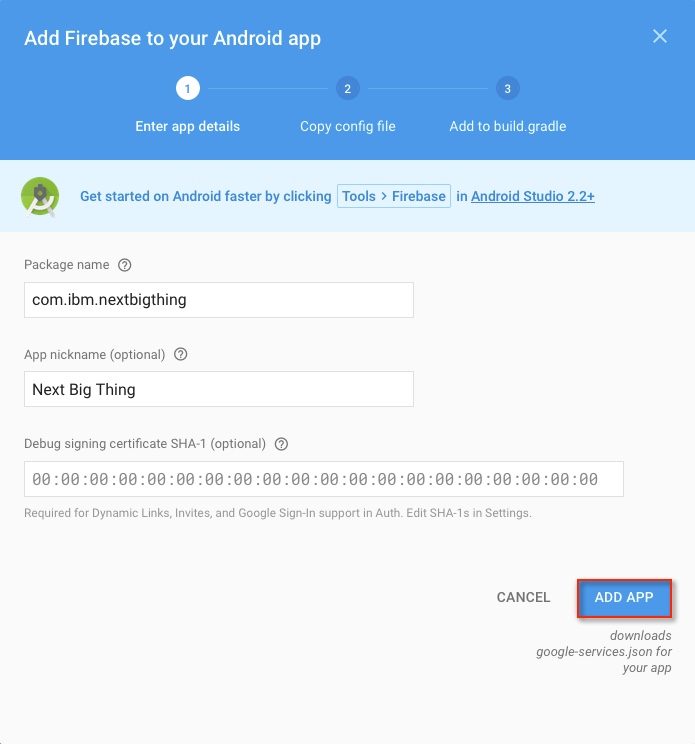 Add Firebase to your Android app
1 2 3
Enter app details Copy config file Add to build.gradle
Get started on Android faster by clicking Tools > Firebase in Android Studio 2.2+
Package name ?
com.ibm.nextbigthing
App nickname (optional) ?
Next Big Thing
Debug signing certificate SHA-1 (optional) ?
00:00:00:00:00:00:00:00:00:00:00:00:00:00:00:00:00:00:00:00
Required for Dynamic Links, Invites, and Google Sign-In support in Auth. Edit SHA-1s in Settings.
CANCEL ADD APP
downloads
google-services.json for
your app